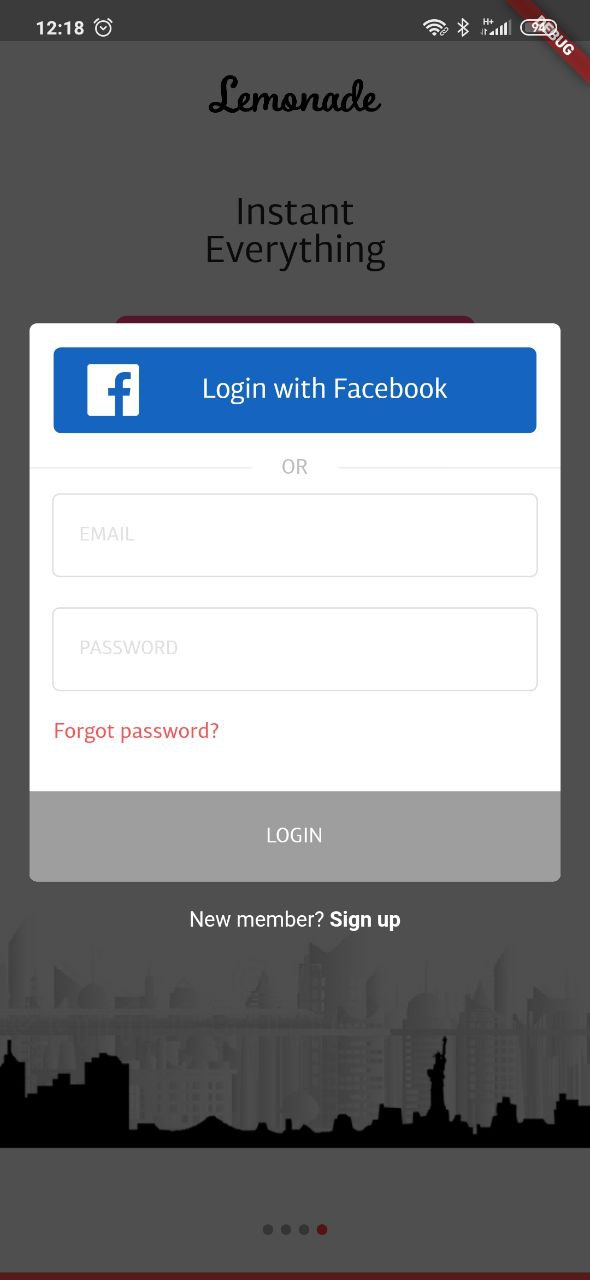 12:18
H+
94
DEBUG
Lemonade
Instant
Everything
Login with Facebook
OR
EMAIL
PASSWORD
Forgot password?
LOGIN
New member? Sign up